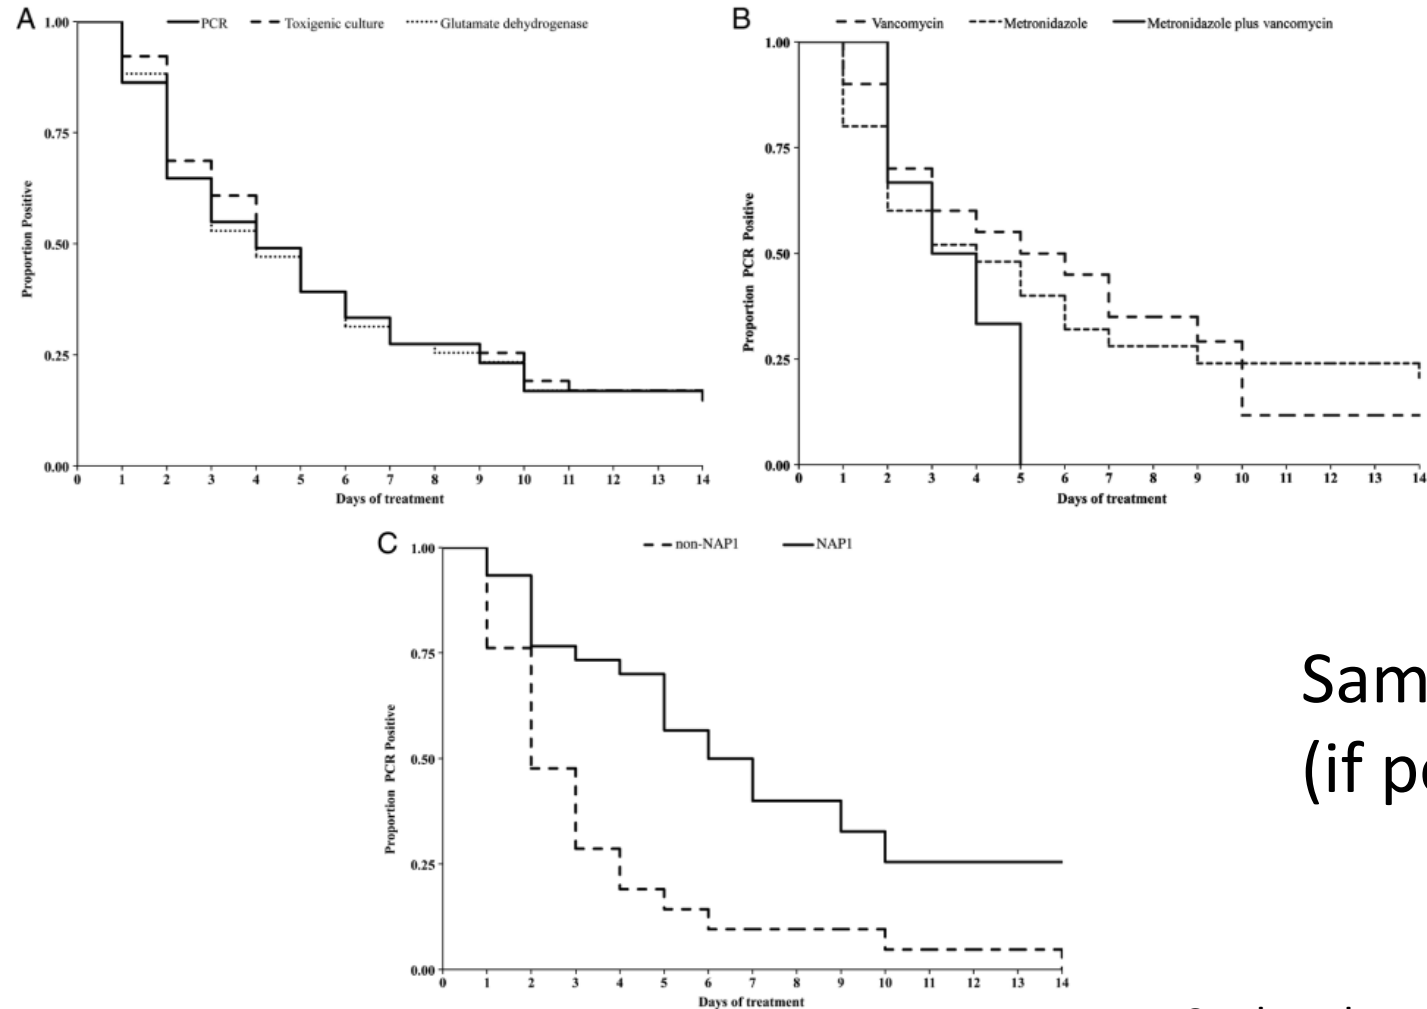 A
PCR Toxigenic culture Glutamate dehydrogenase
1.00
0.75
0.50
0.25
0.00
Proportion Positive
0 1 2 3 4 5 6 7 8 9 10 11 12 13 14
Days of treatment
B
Vancomycin Metronidazole Metronidazole plus vancomycin
1.00
0.75
0.50
0.25
0.00
Proportion PCR Positive
0 1 2 3 4 5 6 7 8 9 10 11 12 13 14
Days of treatment
C
non-NAP1 NAP1
1.00
0.75
0.50
0.25
0.00
Proportion PCR Positive
0 1 2 3 4 5 6 7 8 9 10 11 12 13 14
Days of treatment
Sam
(if p